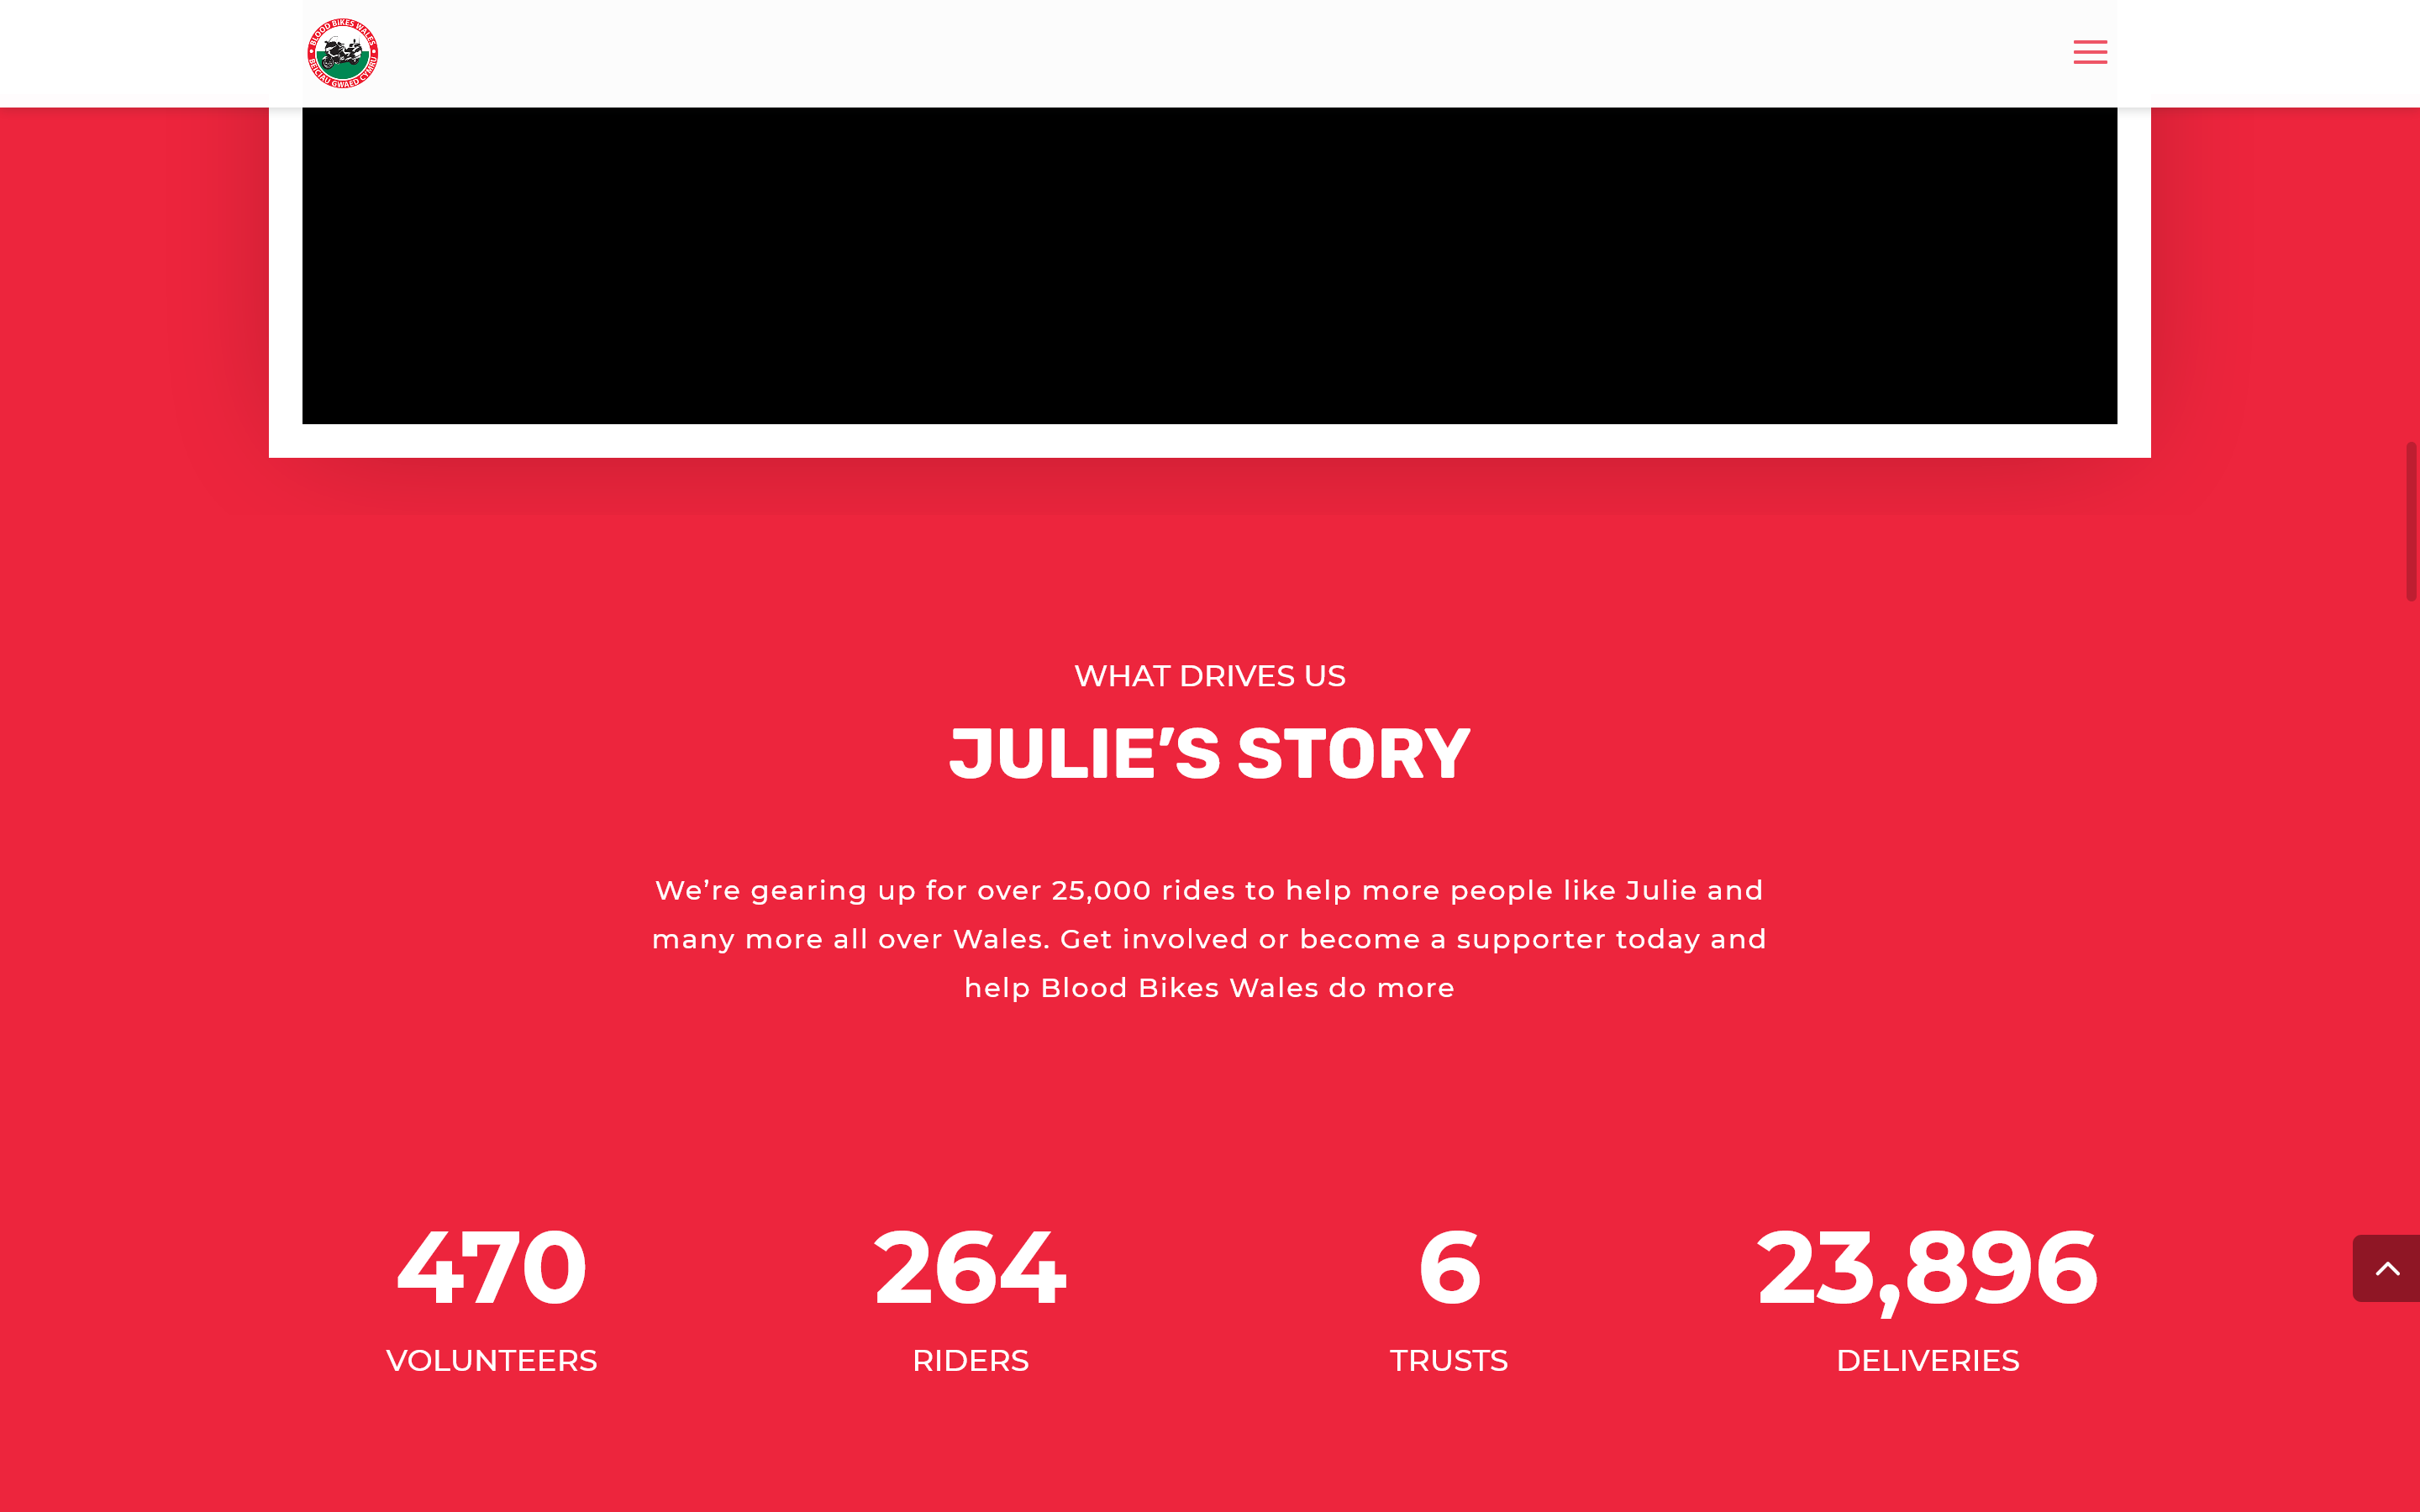 BLOOD BIKES WALES
BEICIAU GWAED CYMRU
WHAT DRIVES US
JULIE’S STORY
We’re gearing up for over 25,000 rides to help more people like Julie and
many more all over Wales. Get involved or become a supporter today and
help Blood Bikes Wales do more
470
264
6
23,896
VOLUNTEERS
RIDERS
TRUSTS
DELIVERIES